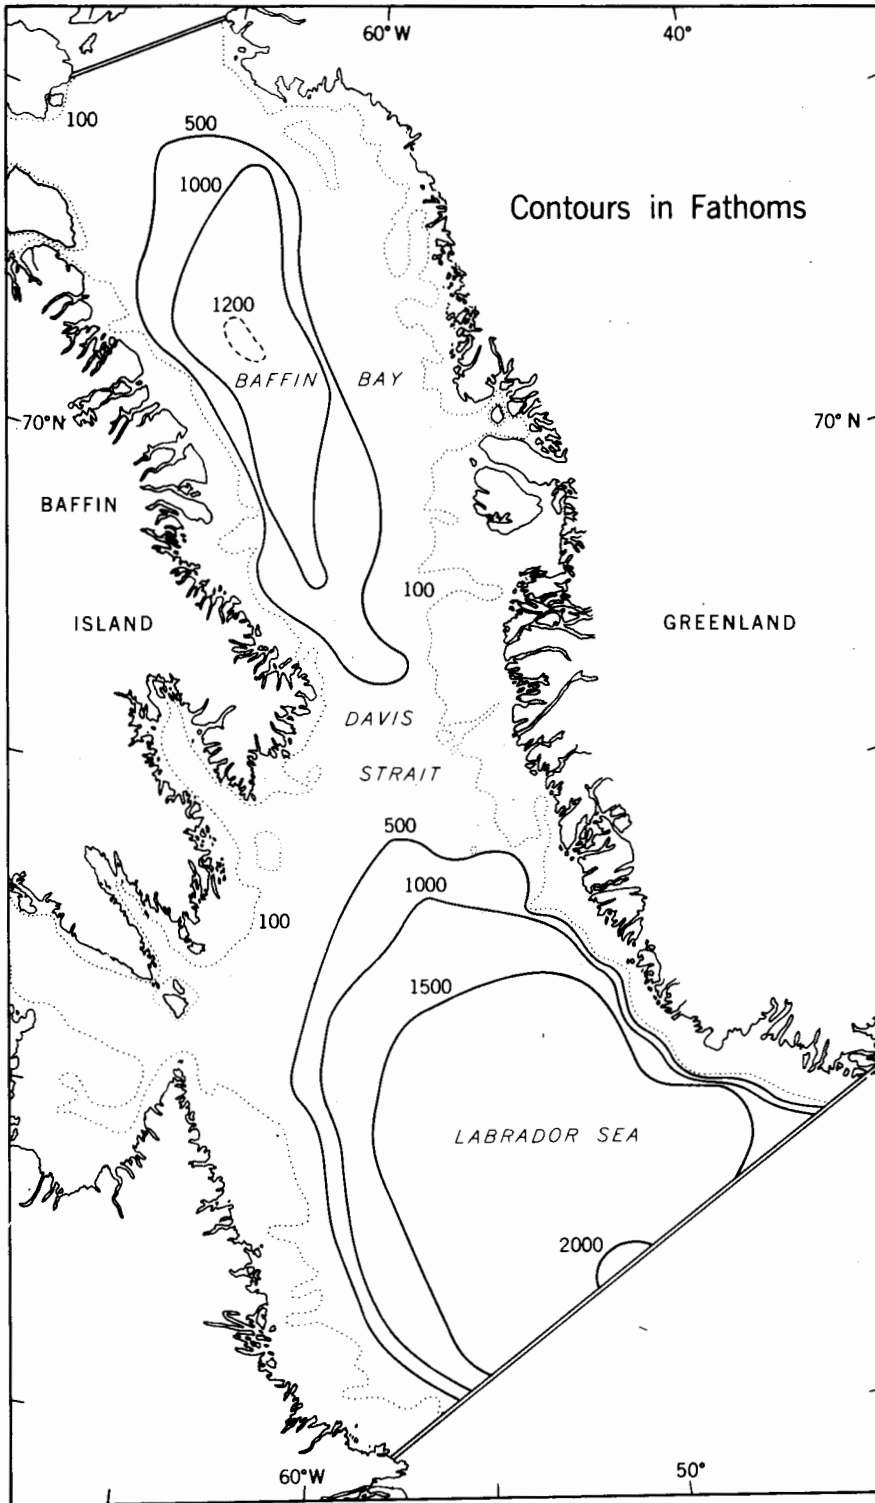 60°W
40°
100
500
1000
Contours in Fathoms
1200
BAFFIN BAY
70°N
70° N
BAFFIN
100
ISLAND
GREENLAND
DAVIS
STRAIT
500
1000
100
1500
LABRADOR SEA
2000
60°W
50°